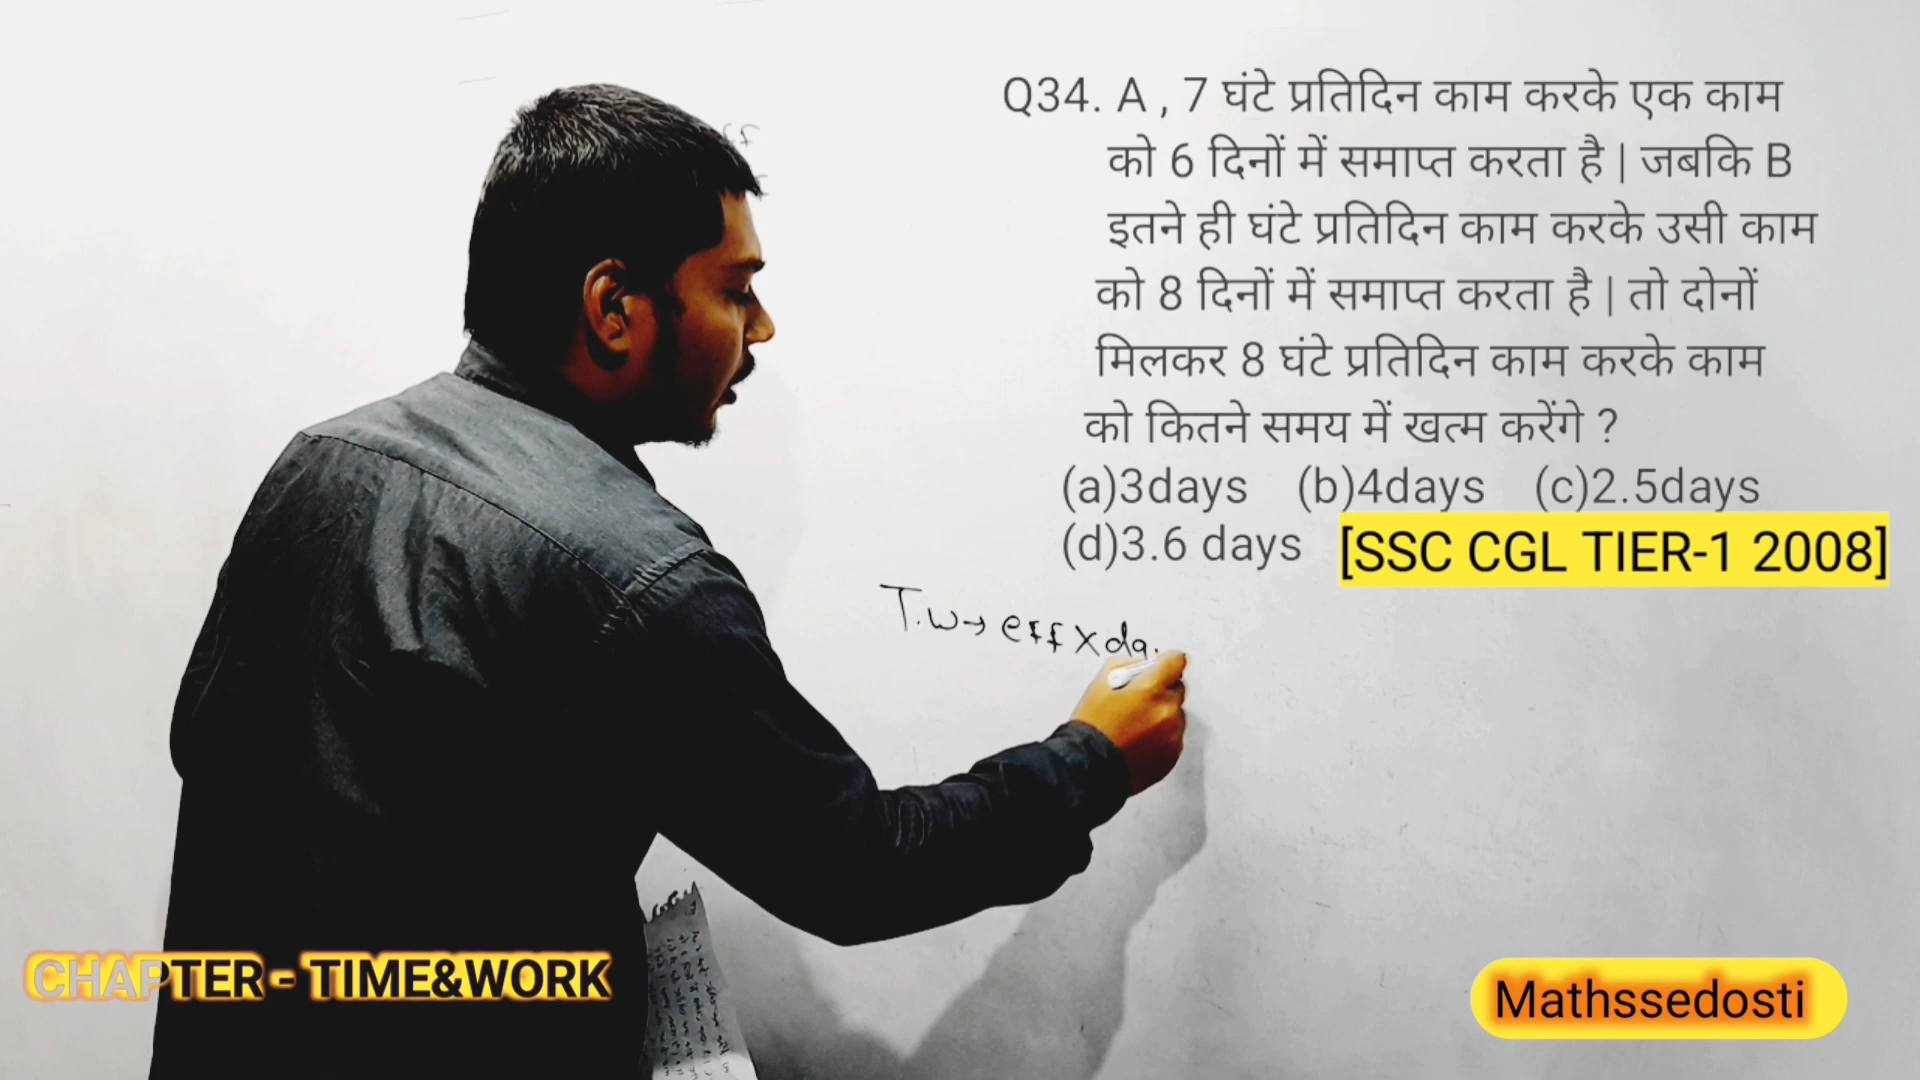 Q34. A , 7 घंटे प्रतिदिन काम करके एक काम
को 6 दिनों में समाप्त करता है | जबकि B
इतने ही घंटे प्रतिदिन काम करके उसी काम
को 8 दिनों में समाप्त करता है | तो दोनों
मिलकर 8 घंटे प्रतिदिन काम करके काम
को कितने समय में खत्म करेंगे ?
(a)3days (b)4days (c)2.5days
(d)3.6 days [SSC CGL TIER-1 2008]
T.W→ eff X da.
CHAPTER - TIME&WORK
Mathssedosti